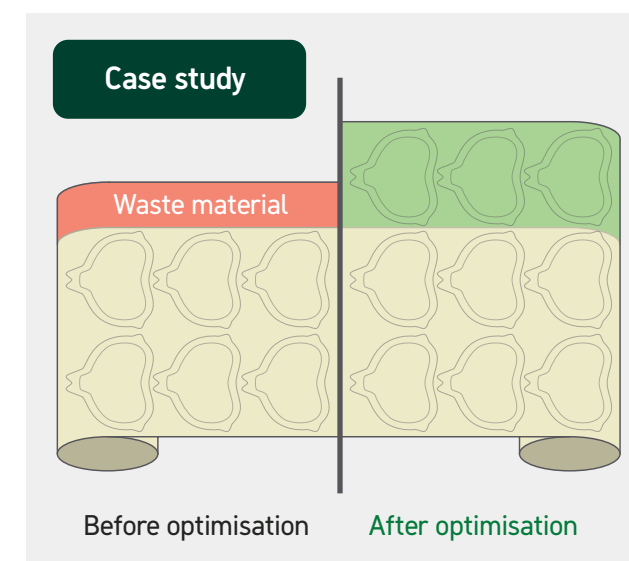 Case study
Waste material
Before optimisation
After optimisation